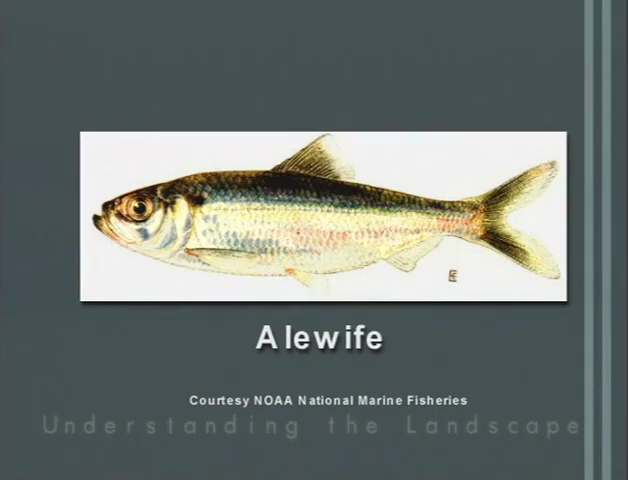 Alewife
Courtesy NOAA National Marine Fisheries
Understanding the Landscape